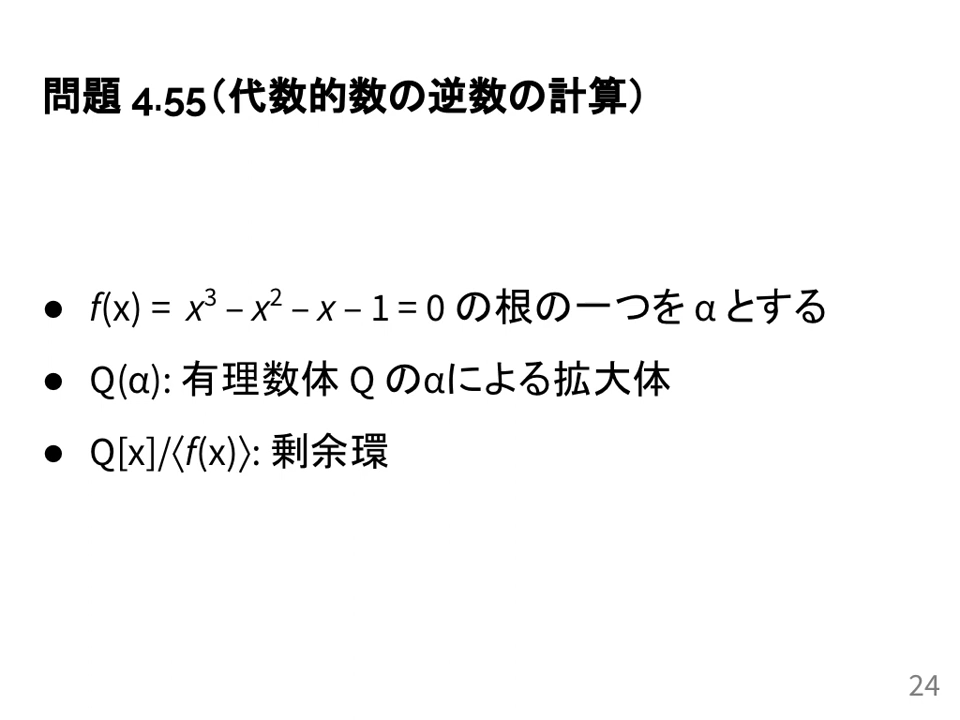 問題 4.55（代数的数の逆数の計算）
● f(x) = x³ – x² – x – 1 = 0 の根の一つを α とする
● Q(α): 有理数体 Q のαによる拡大体
● Q[x]/⟨f(x)⟩: 剰余環
24